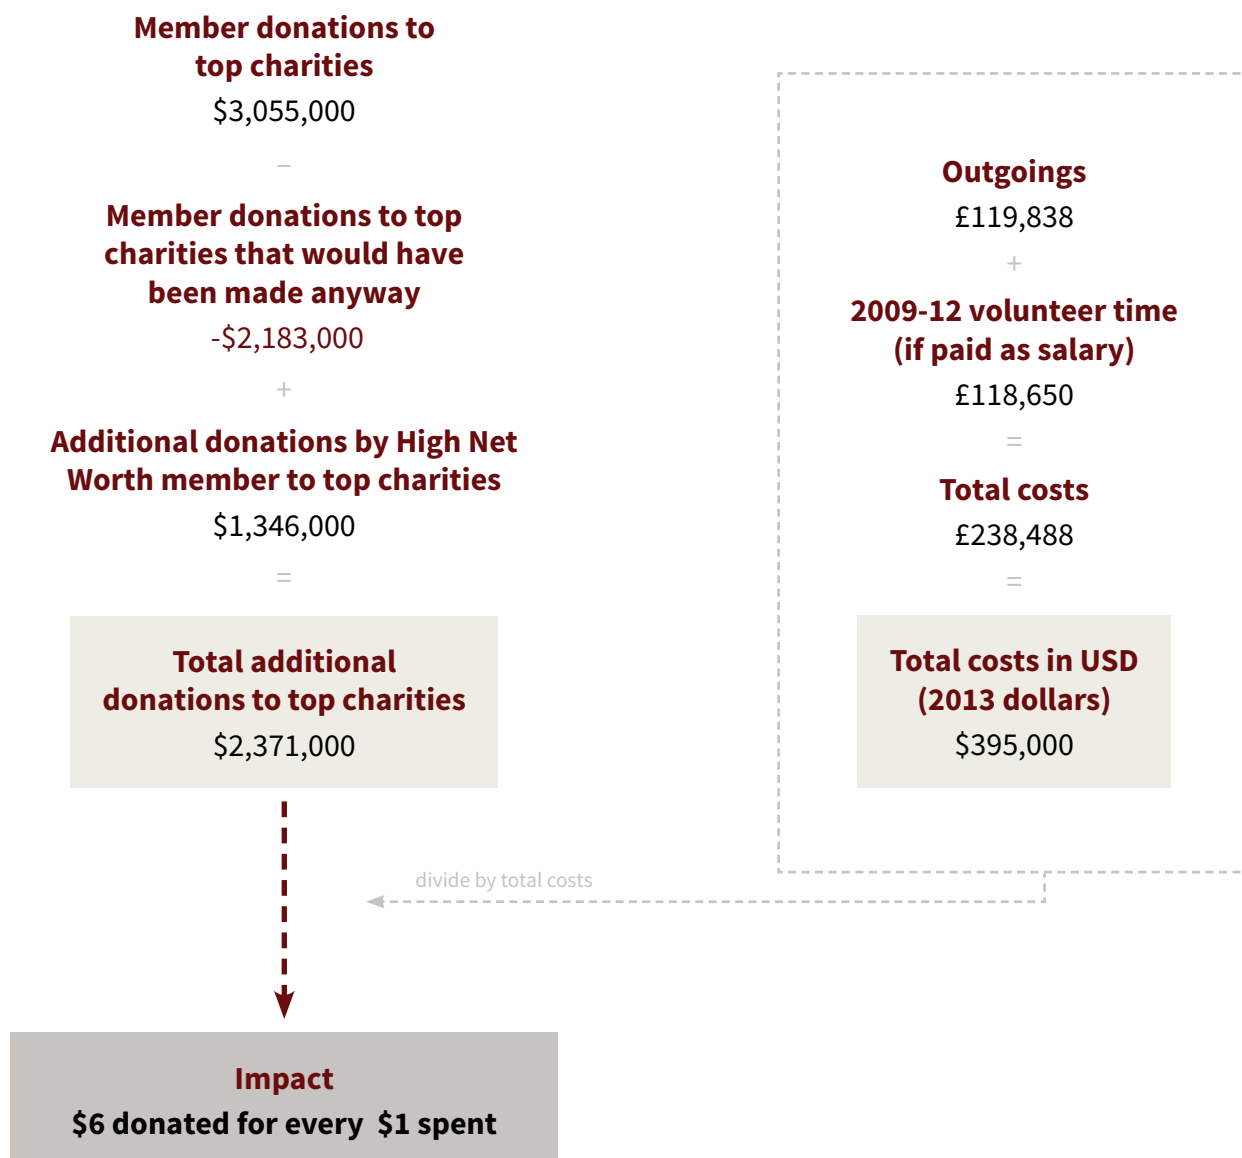 Member donations to
top charities
$3,055,000
–
Member donations to top
charities that would have
been made anyway
-$2,183,000
+
Additional donations by High Net
Worth member to top charities
$1,346,000
=
Total additional
donations to top charities
$2,371,000
Outgoings
£119,838
+
2009-12 volunteer time
(if paid as salary)
£118,650
=
Total costs
£238,488
=
Total costs in USD
(2013 dollars)
$395,000
divide by total costs
Impact
$6 donated for every $1 spent